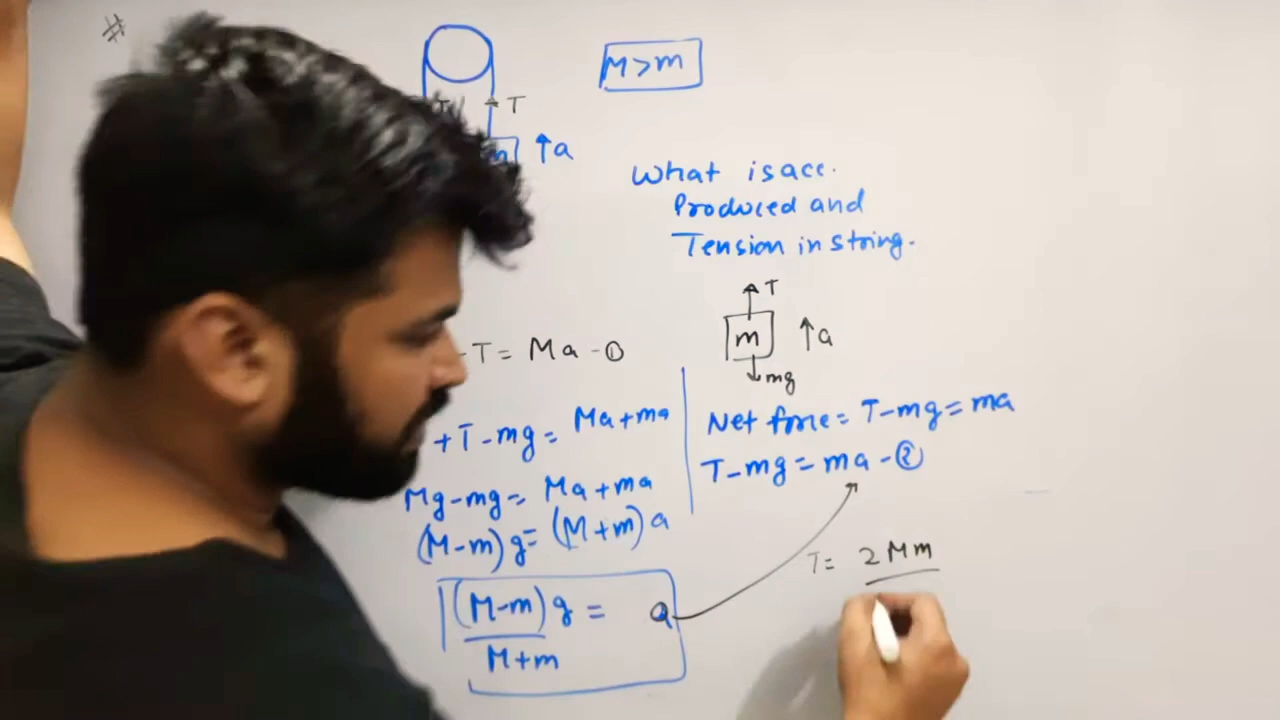 #
M>m
T
↑a
What is acc.
Produced and
Tension in string.
T
m ↑a
mg
-T = Ma -①
+T-mg = Ma+ma
Mg-mg = Ma+ma
(M-m)g = (M+m)a
(M-m)g = a
M+m
Net force = T-mg = ma
T-mg = ma -②
T = 2Mm